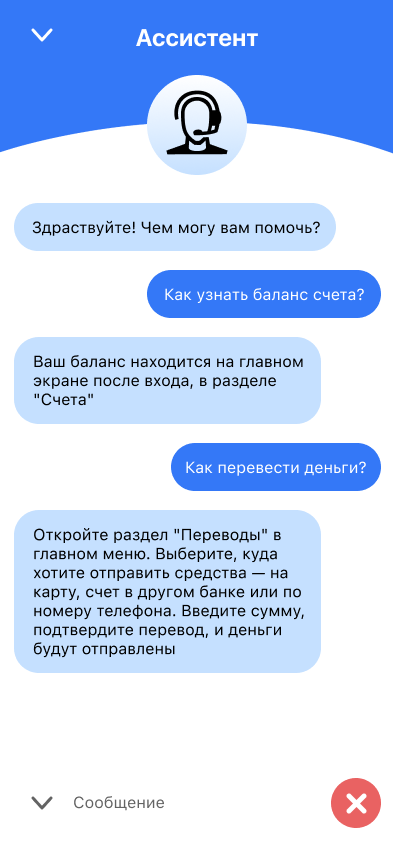 Ассистент
Здраствуйте! Чем могу вам помочь?
Как узнать баланс счета?
Ваш баланс находится на главном
экране после входа, в разделе
"Счета"
Как перевести деньги?
Откройте раздел "Переводы" в
главном меню. Выберите, куда
хотите отправить средства — на
карту, счет в другом банке или по
номеру телефона. Введите сумму,
подтвердите перевод, и деньги
будут отправлены
Сообщение